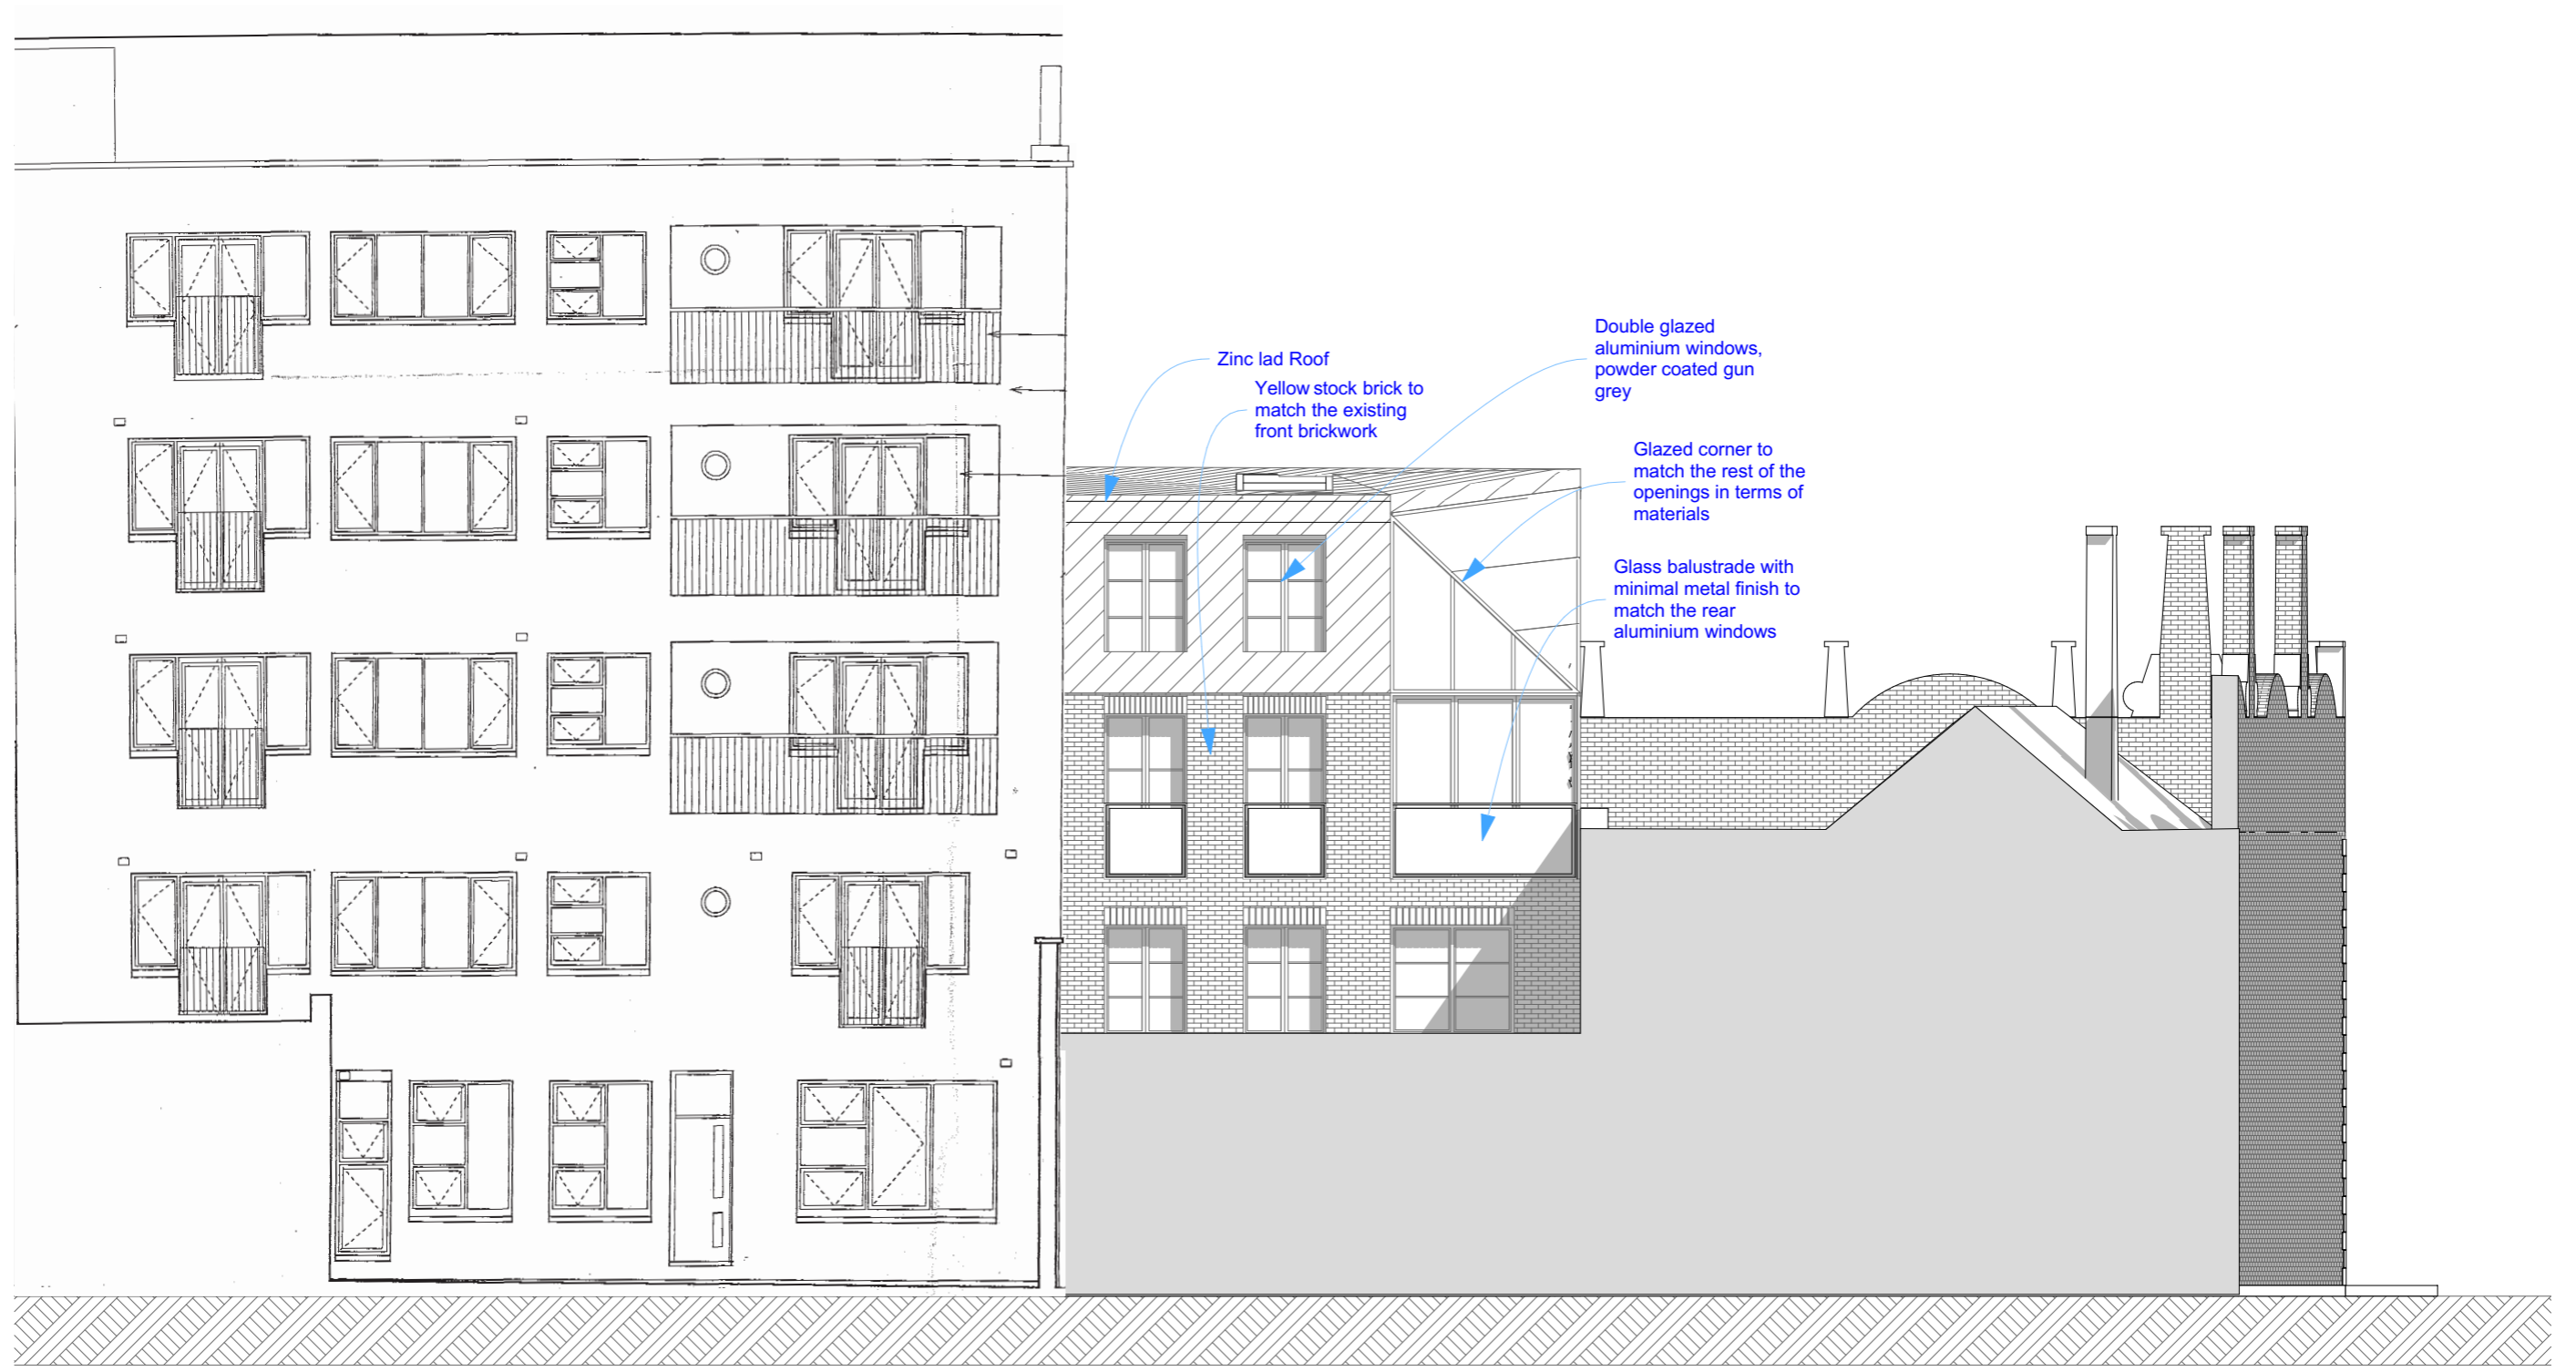 Double glazed
aluminium windows,
powder coated gun
grey
Zinc lad Roof
Yellow stock brick to
match the existing
front brickwork
Glazed corner to
match the rest of the
openings in terms of
materials
Glass balustrade with
minimal metal finish to
match the rear
aluminium windows